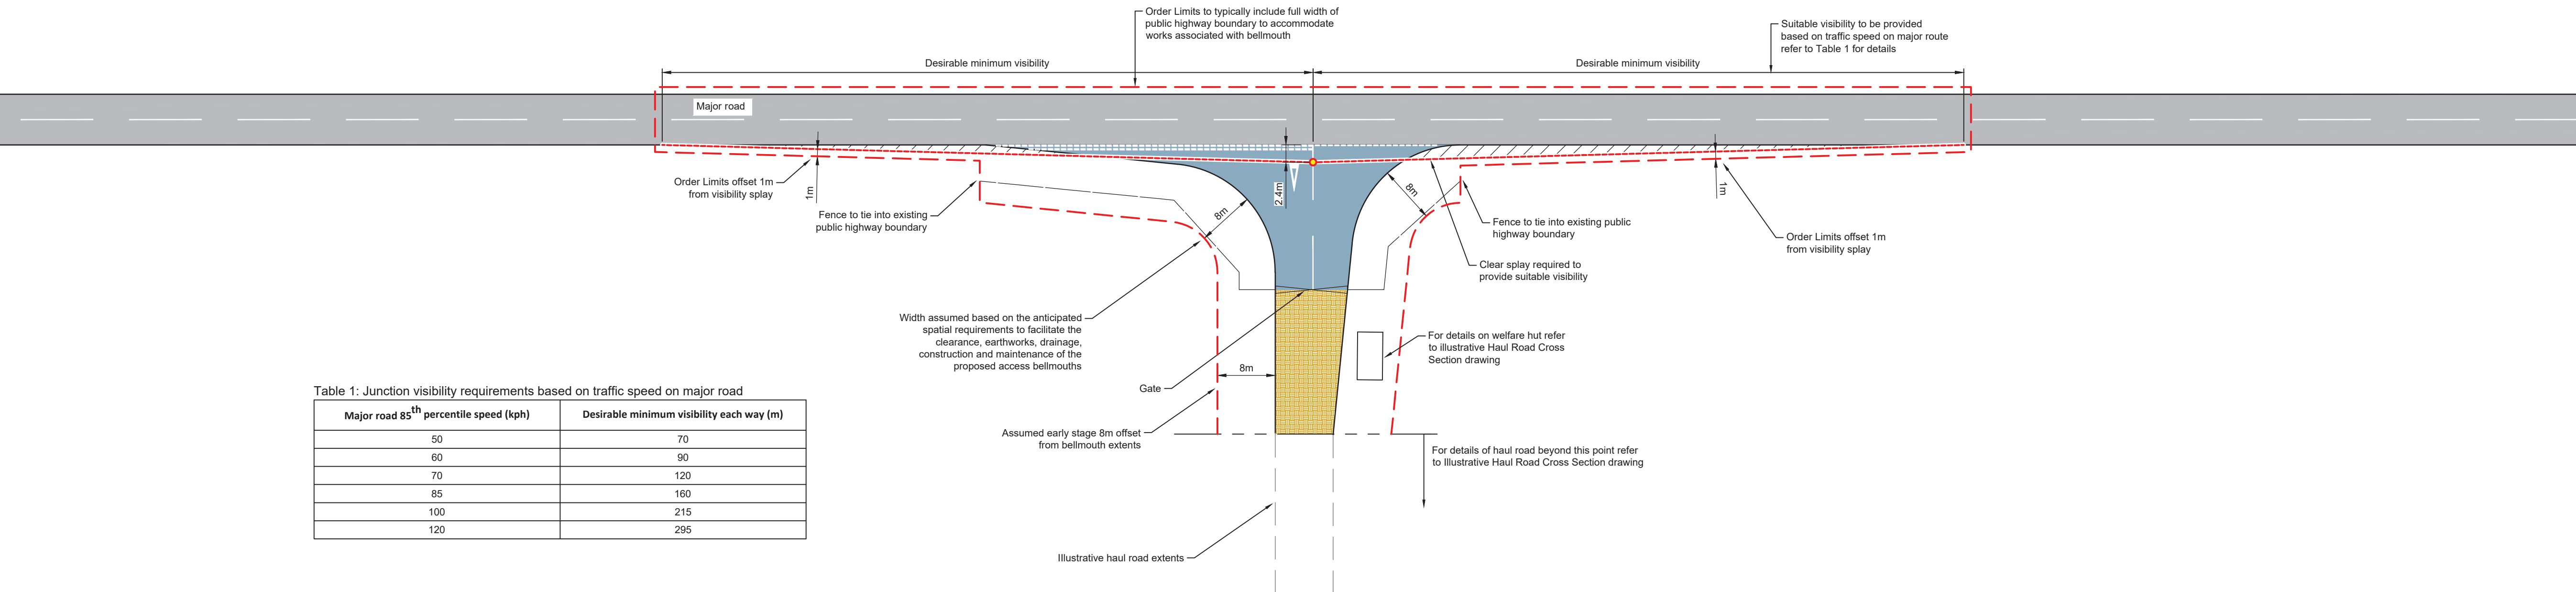 Order Limits to typically include full width of
public highway boundary to accommodate
works associated with bellmouth
Suitable visibility to be provided
based on traffic speed on major route
refer to Table 1 for details
Desirable minimum visibility
Desirable minimum visibility
Major road
Order Limits offset 1m
from visibility splay
1m
Fence to tie into existing
public highway boundary
8m
2.4m
8m
1m
Fence to tie into existing public
highway boundary
Order Limits offset 1m
from visibility splay
Clear splay required to
provide suitable visibility
Width assumed based on the anticipated
spatial requirements to facilitate the
clearance, earthworks, drainage,
construction and maintenance of the
proposed access bellmouths
For details on welfare hut refer
to illustrative Haul Road Cross
Section drawing
8m
Gate
Assumed early stage 8m offset
from bellmouth extents
For details of haul road beyond this point refer
to Illustrative Haul Road Cross Section drawing
Illustrative haul road extents
Table 1: Junction visibility requirements based on traffic speed on major road
Major road 85th percentile speed (kph) Desirable minimum visibility each way (m)
50 70
60 90
70 120
85 160
100 215
120 295